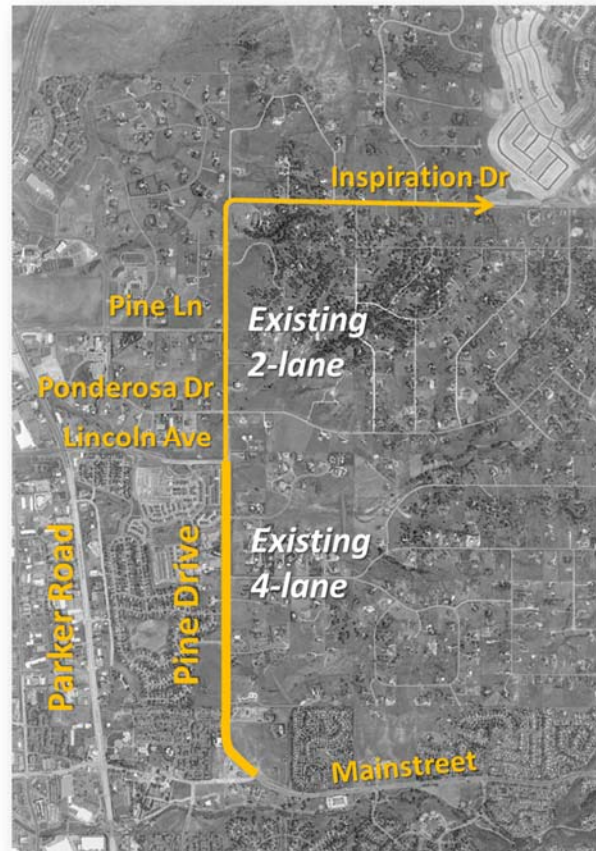 Inspiration Dr
Pine Ln
Existing
2-lane
Ponderosa Dr
Lincoln Ave
Parker Road
Pine Drive
Existing
4-lane
Mainstreet